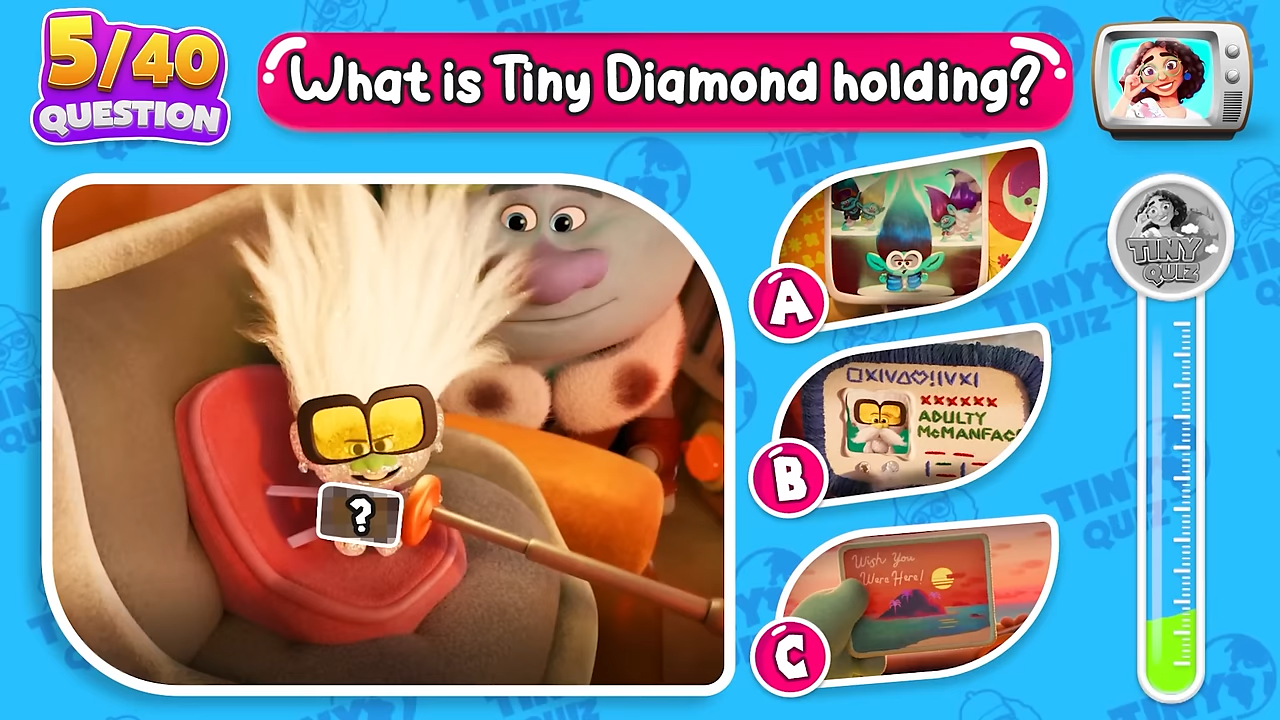 5/40
QUESTION
What is Tiny Diamond holding?
?
A
B
ADULTY
McMANFAC
C
Wish You
Were Here!
TINY
QUIZ